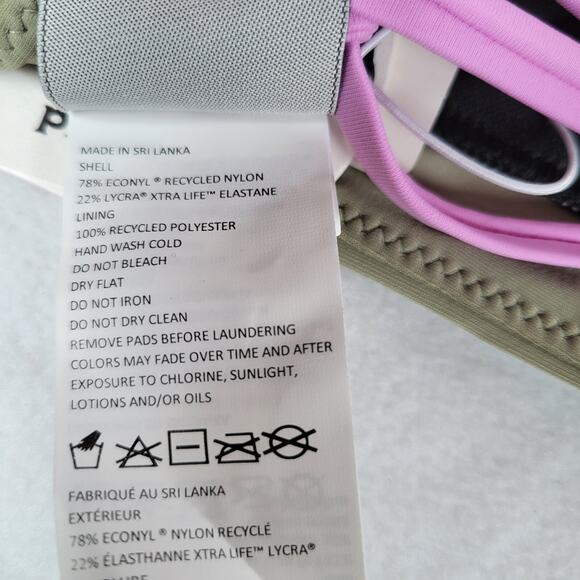 P
MADE IN SRI LANKA
SHELL
78% ECONYL ® RECYCLED NYLON
22% LYCRA® XTRA LIFE™ ELASTANE
LINING
100% RECYCLED POLYESTER
HAND WASH COLD
DO NOT BLEACH
DRY FLAT
DO NOT IRON
DO NOT DRY CLEAN
REMOVE PADS BEFORE LAUNDERING
COLORS MAY FADE OVER TIME AND AFTER
EXPOSURE TO CHLORINE, SUNLIGHT,
LOTIONS AND/OR OILS
FABRIQUÉ AU SRI LANKA
EXTÉRIEUR
78% ECONYL ® NYLON RECYCLÉ
22% ÉLASTHANNE XTRA LIFE™ LYCRA®